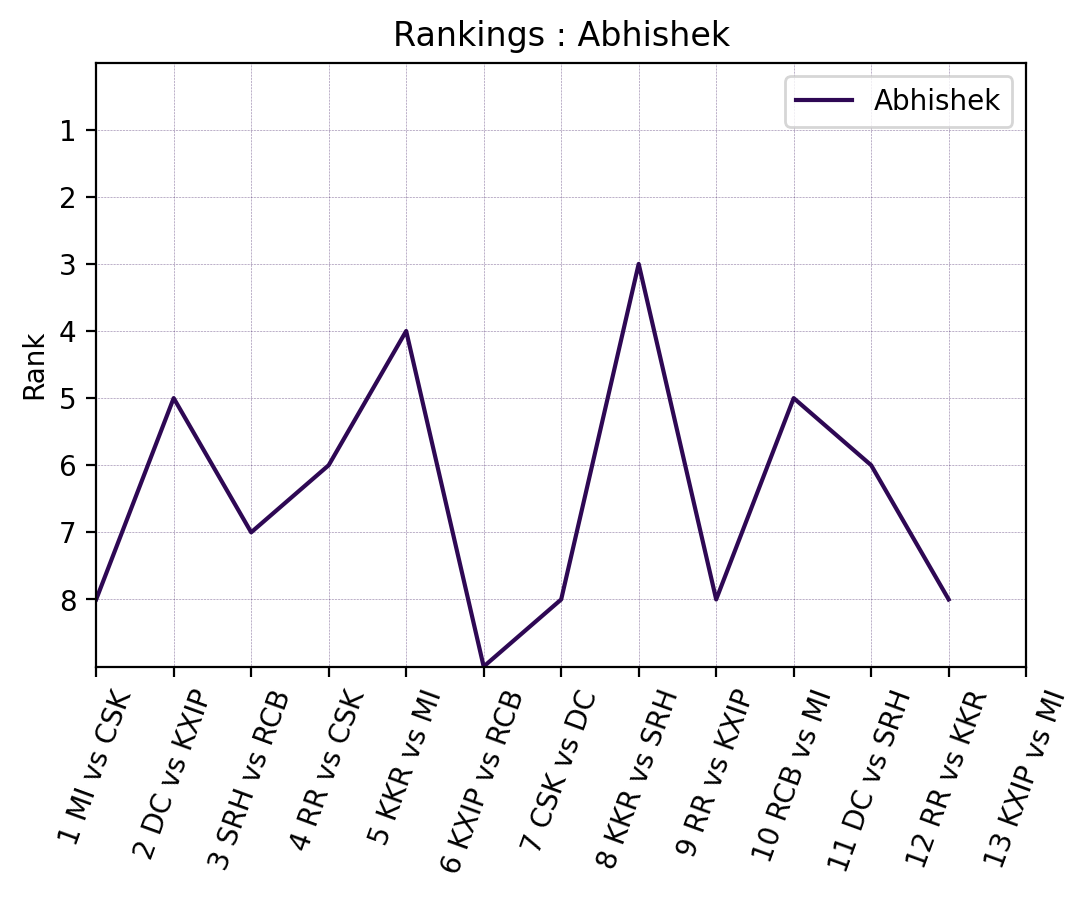 Rankings : Abhishek
Abhishek
Rank
1
2
3
4
5
6
7
8
1 MI vs CSK
2 DC vs KXIP
3 SRH vs RCB
4 RR vs CSK
5 KKR vs MI
6 KXIP vs RCB
7 CSK vs DC
8 KKR vs SRH
9 RR vs KXIP
10 RCB vs MI
11 DC vs SRH
12 RR vs KKR
13 KXIP vs MI